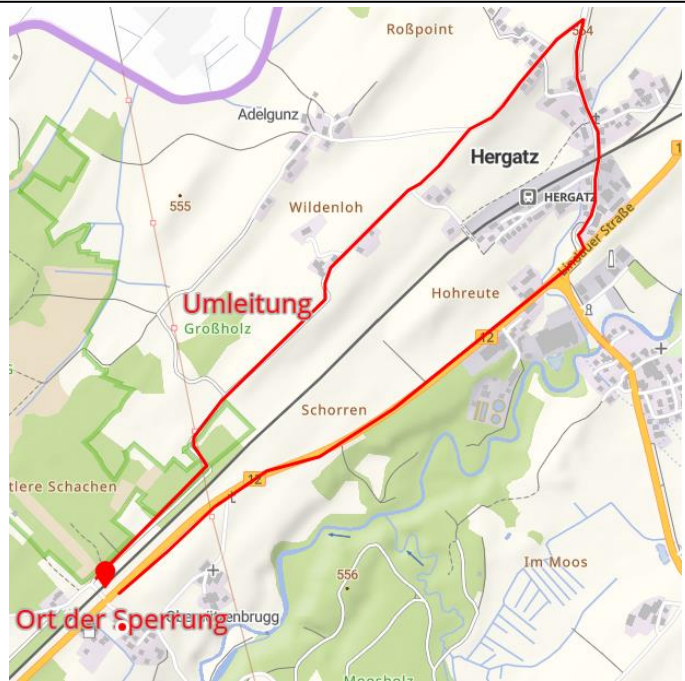 Roßpoint
564
Adelgunz
Hergatz
555
Wildenloh
HERGATZ
Lindauer Straße
Umleitung
Hohreute
Großholz
12
Schorren
12
tlere Schachen
Im Moos
556
Ort der Sperrung
Moosholz